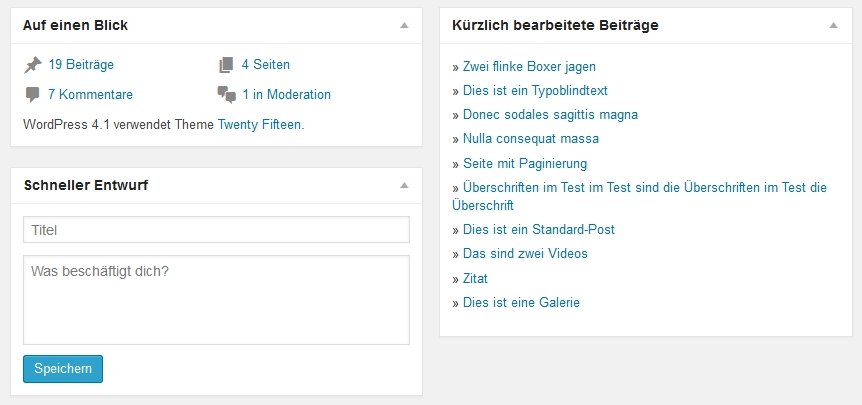 Auf einen Blick
19 Beiträge
4 Seiten
7 Kommentare
1 in Moderation
WordPress 4.1 verwendet Theme Twenty Fifteen.
Schneller Entwurf
Titel
Was beschäftigt dich?
Speichern
Kürzlich bearbeitete Beiträge
» Zwei flinke Boxer jagen
» Dies ist ein Typoblindtext
» Donec sodales sagittis magna
» Nulla consequat massa
» Seite mit Paginierung
» Überschriften im Test im Test sind die Überschriften im Test die
Überschrift
» Dies ist ein Standard-Post
» Das sind zwei Videos
» Zitat
» Dies ist eine Galerie